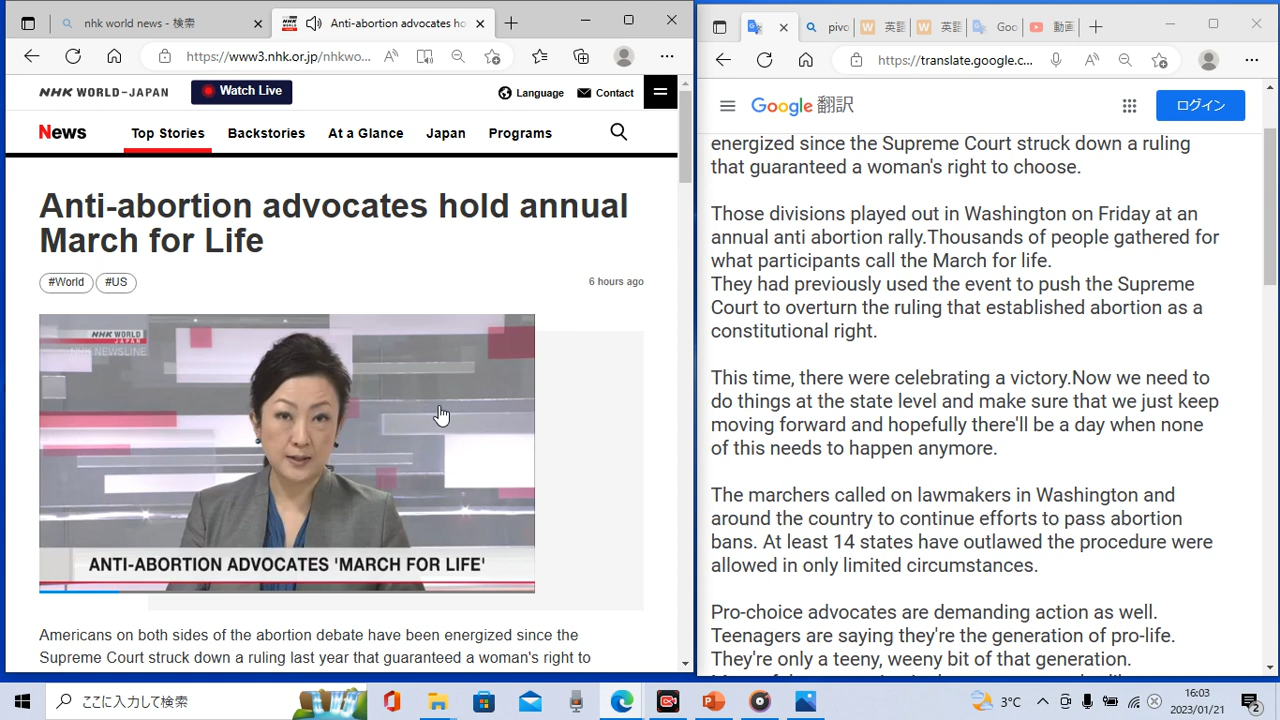 nhk world news - 検索
Anti-abortion advocates ho
https://www3.nhk.or.jp/nhkwo...
NHK WORLD-JAPAN
Watch Live
Language
Contact
News
Top Stories
Backstories
At a Glance
Japan
Programs
Anti-abortion advocates hold annual
March for Life
#World
#US
6 hours ago
NHK WORLD
JAPAN
NHK NEWSLINE
ANTI-ABORTION ADVOCATES 'MARCH FOR LIFE'
Americans on both sides of the abortion debate have been energized since the
Supreme Court struck down a ruling last year that guaranteed a woman's right to
pivo
英語
英語
Goo
動画
https://translate.google.c...
Google 翻訳
ログイン
energized since the Supreme Court struck down a ruling
that guaranteed a woman's right to choose.
Those divisions played out in Washington on Friday at an
annual anti abortion rally.Thousands of people gathered for
what participants call the March for life.
They had previously used the event to push the Supreme
Court to overturn the ruling that established abortion as a
constitutional right.
This time, there were celebrating a victory.Now we need to
do things at the state level and make sure that we just keep
moving forward and hopefully there'll be a day when none
of this needs to happen anymore.
The marchers called on lawmakers in Washington and
around the country to continue efforts to pass abortion
bans. At least 14 states have outlawed the procedure were
allowed in only limited circumstances.
Pro-choice advocates are demanding action as well.
Teenagers are saying they're the generation of pro-life.
They're only a teeny, weeny bit of that generation.
ここに入力して検索
3°C
16:03
2023/01/21
2